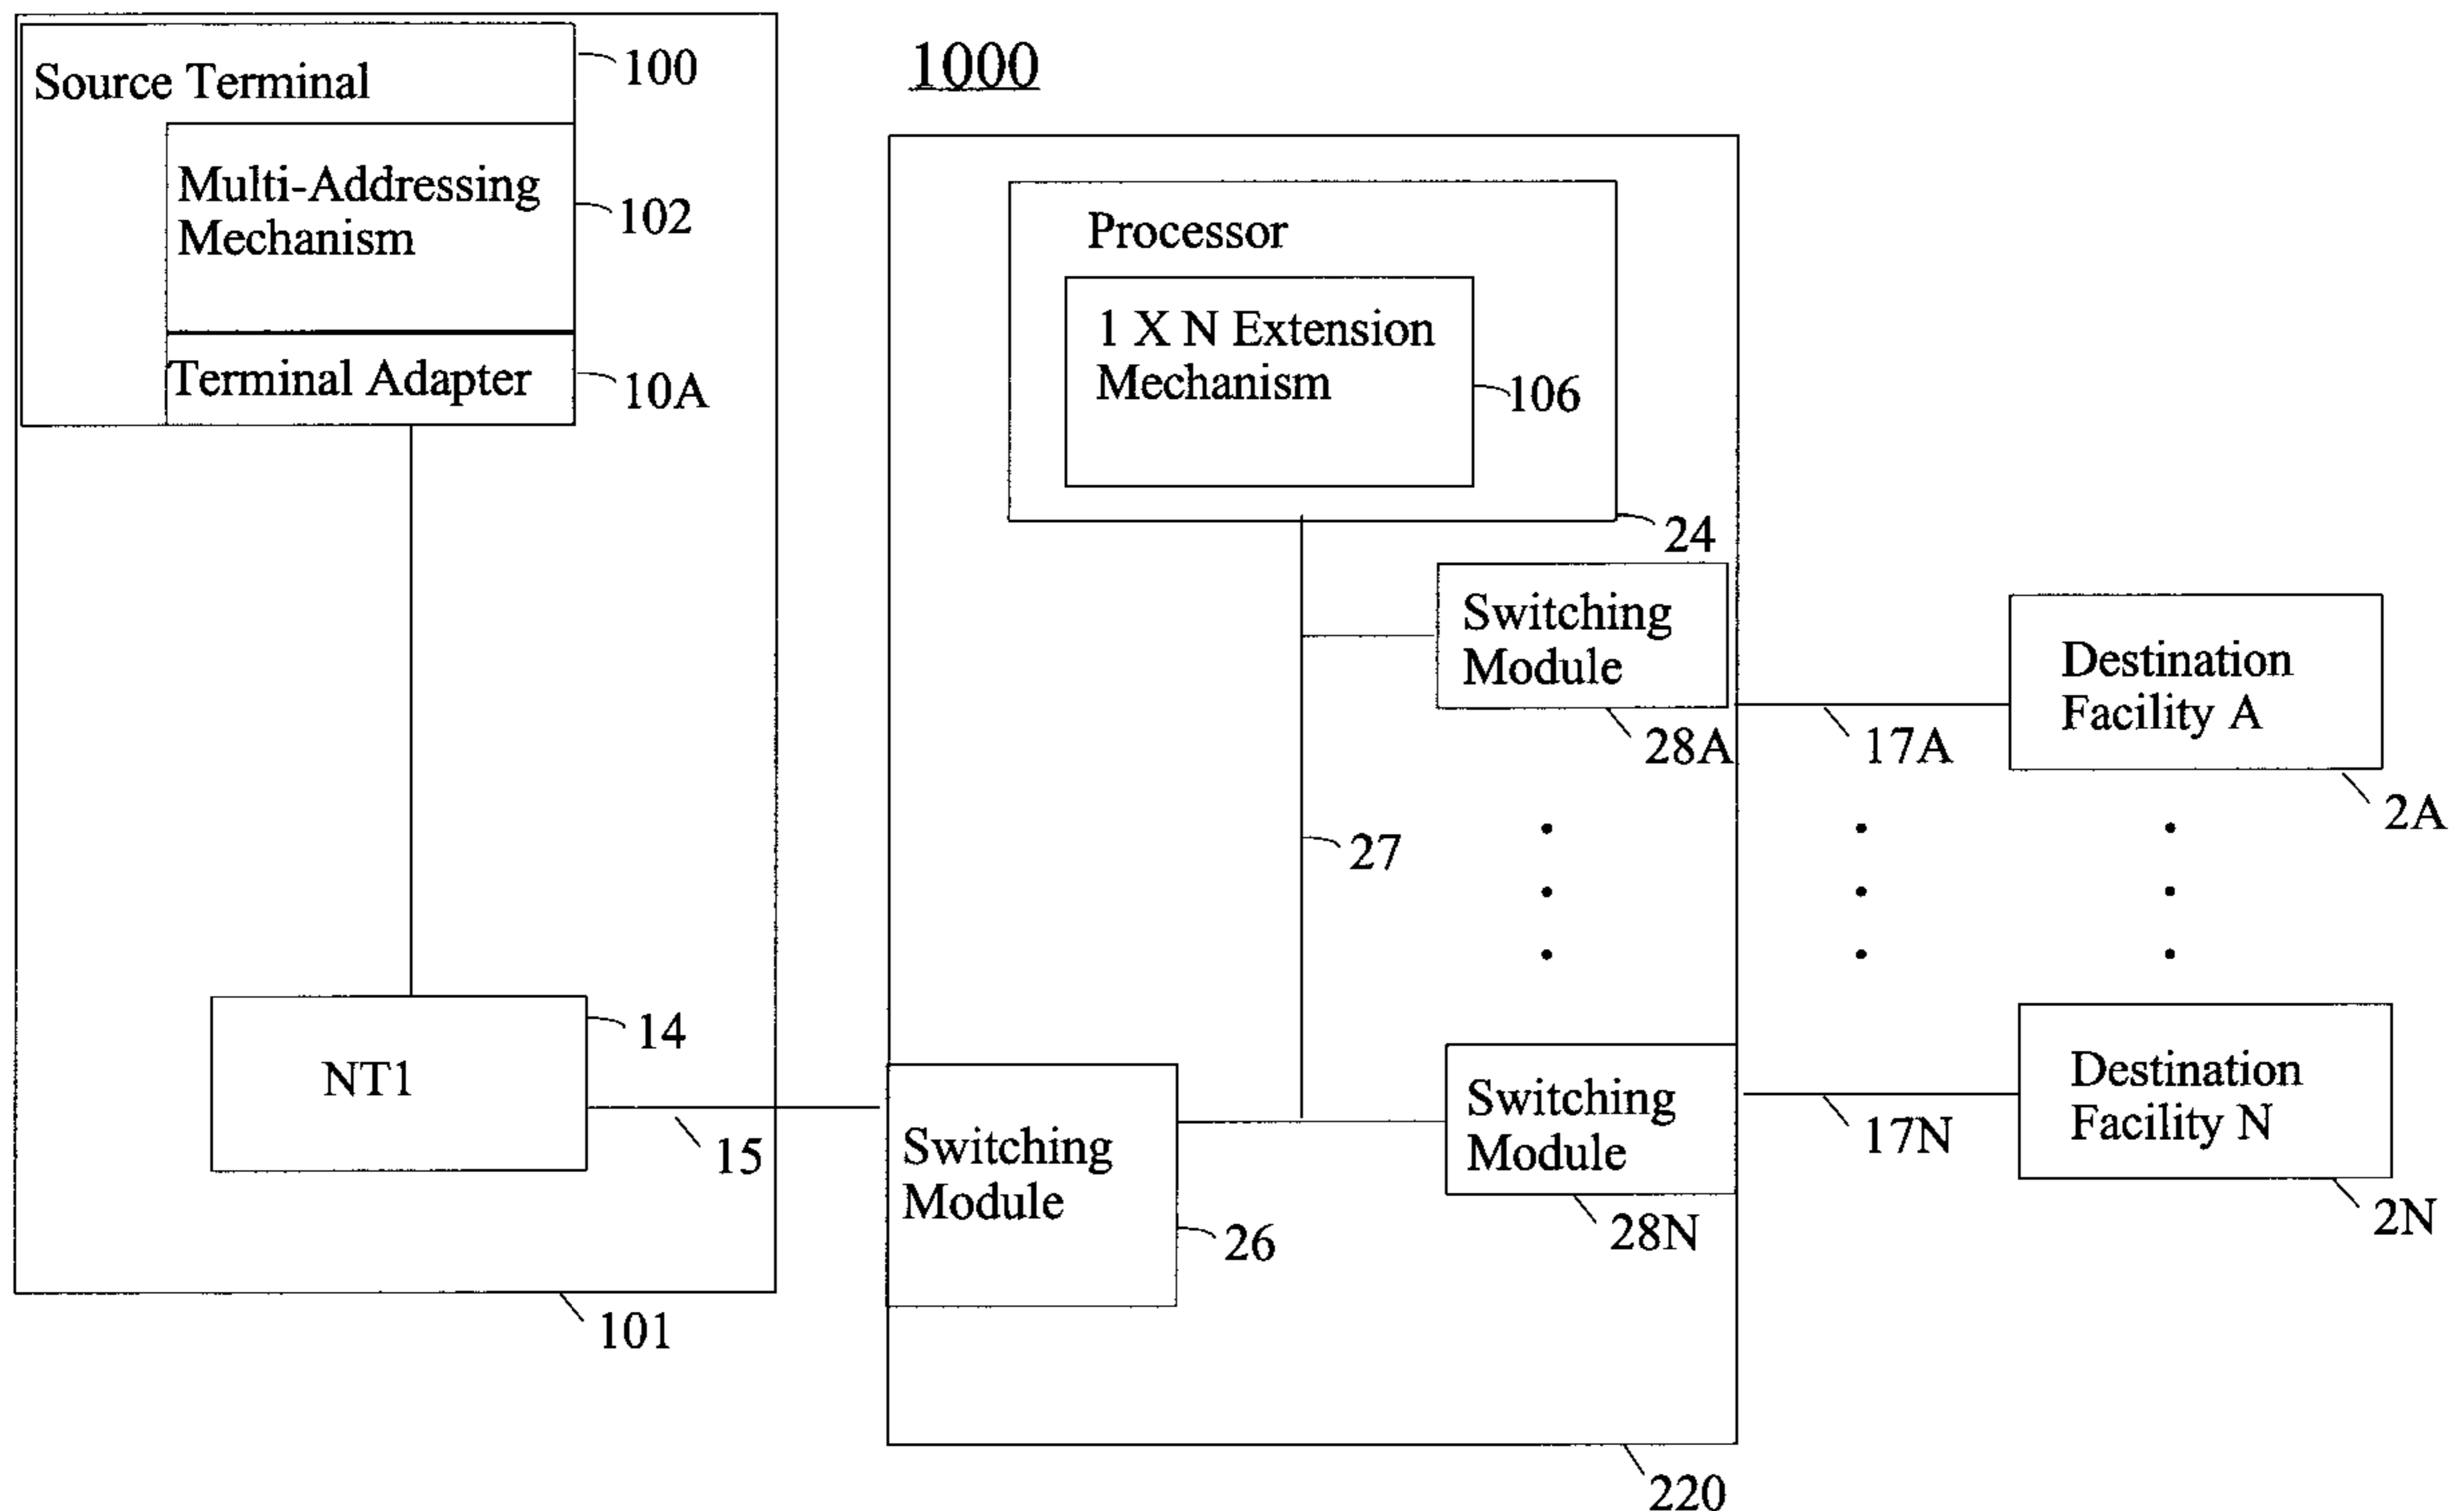 1000
Source Terminal
100
Multi-Addressing
Mechanism
102
Terminal Adapter
10A
NT1
14
15
101
Processor
1 X N Extension
Mechanism
106
24
Switching
Module
28A
27
Switching
Module
26
Switching
Module
28N
220
17A
Destination
Facility A
2A
17N
Destination
Facility N
2N